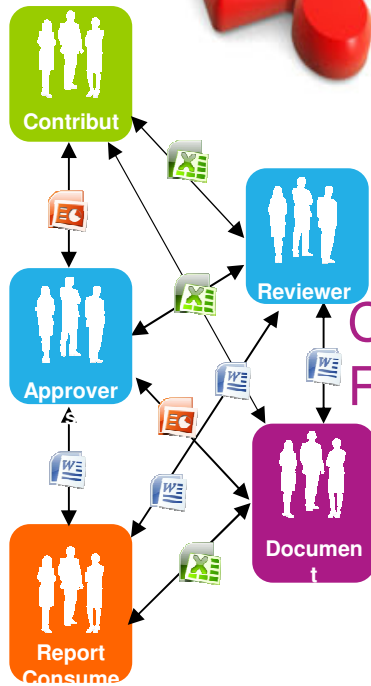 Contribut
Reviewer
C
F
Approver
s
Documen
t
Report
Consume